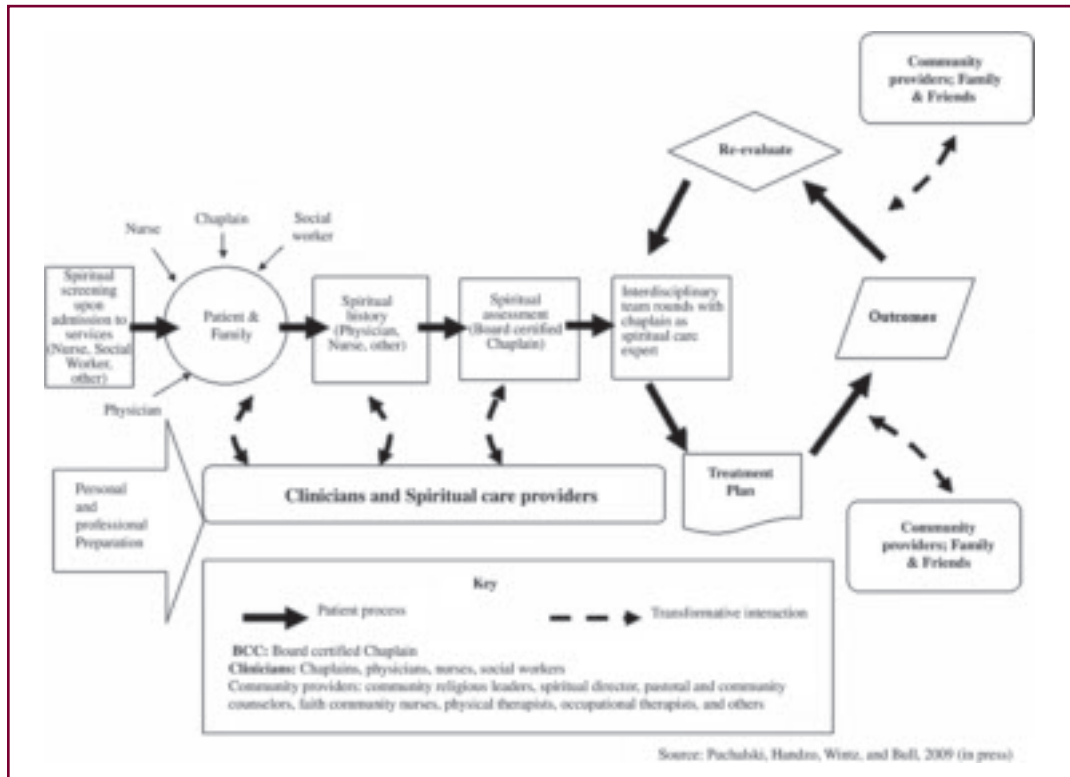 Community
providers; Family
& Friends
Re-evaluate
Nurse
Chaplain
Social
worker
Spiritual
screening
upon
admission to
services
(Nurse, Social
Worker,
other)
Patient &
Family
Spiritual
history
(Physician,
Nurse, other)
Spiritual
assessment
(Board certified
Chaplain)
Interdisciplinary
team rounds with
chaplain as
spiritual care
expert
Outcomes
Physician
Personal
and
professional
Preparation
Clinicians and Spiritual care providers
Treatment
Plan
Community
providers; Family
& Friends
Key
Patient process
Transformative interaction
BCC: Board certified Chaplain
Clinicians: Chaplains, physicians, nurses, social workers
Community providers: community religious leaders, spiritual director, pastoral and community
counselors, faith community nurses, physical therapists, occupational therapists, and others
Source: Puchalski, Handzo, Wintz, and Bull, 2009 (in press)